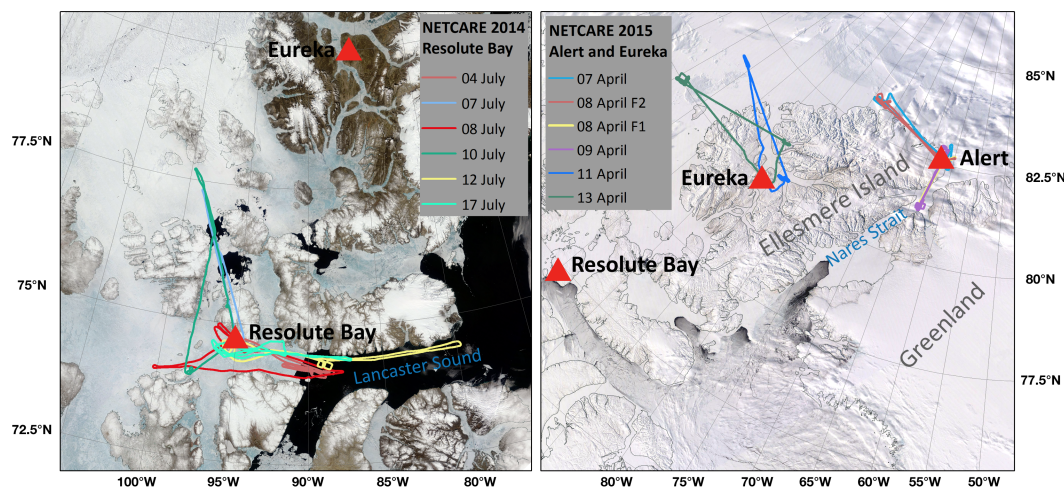 NETCARE 2014
Resolute Bay
04 July
07 July
08 July
10 July
12 July
17 July
Eureka
Resolute Bay
Lancaster Sound
77.5°N
75°N
72.5°N
100°W
95°W
90°W
85°W
80°W
NETCARE 2015
Alert and Eureka
07 April
08 April F2
08 April F1
09 April
11 April
13 April
Eureka
Alert
Resolute Bay
Ellesmere Island
Nares Strait
Greenland
85°N
82.5°N
80°N
77.5°N
80°W
75°W
70°W
65°W
60°W
55°W
50°W